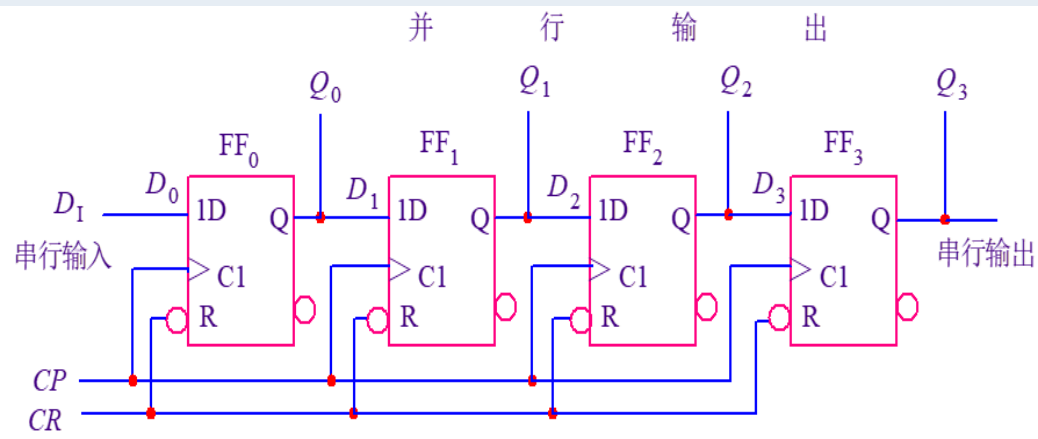 并 行 输 出
Q0 Q1 Q2 Q3
FF0 FF1 FF2 FF3
D0 D1 D2 D3
DI 1D Q 1D Q 1D Q 1D Q
串行输入 串行输出
C1 C1 C1 C1
R R R R
CP
CR